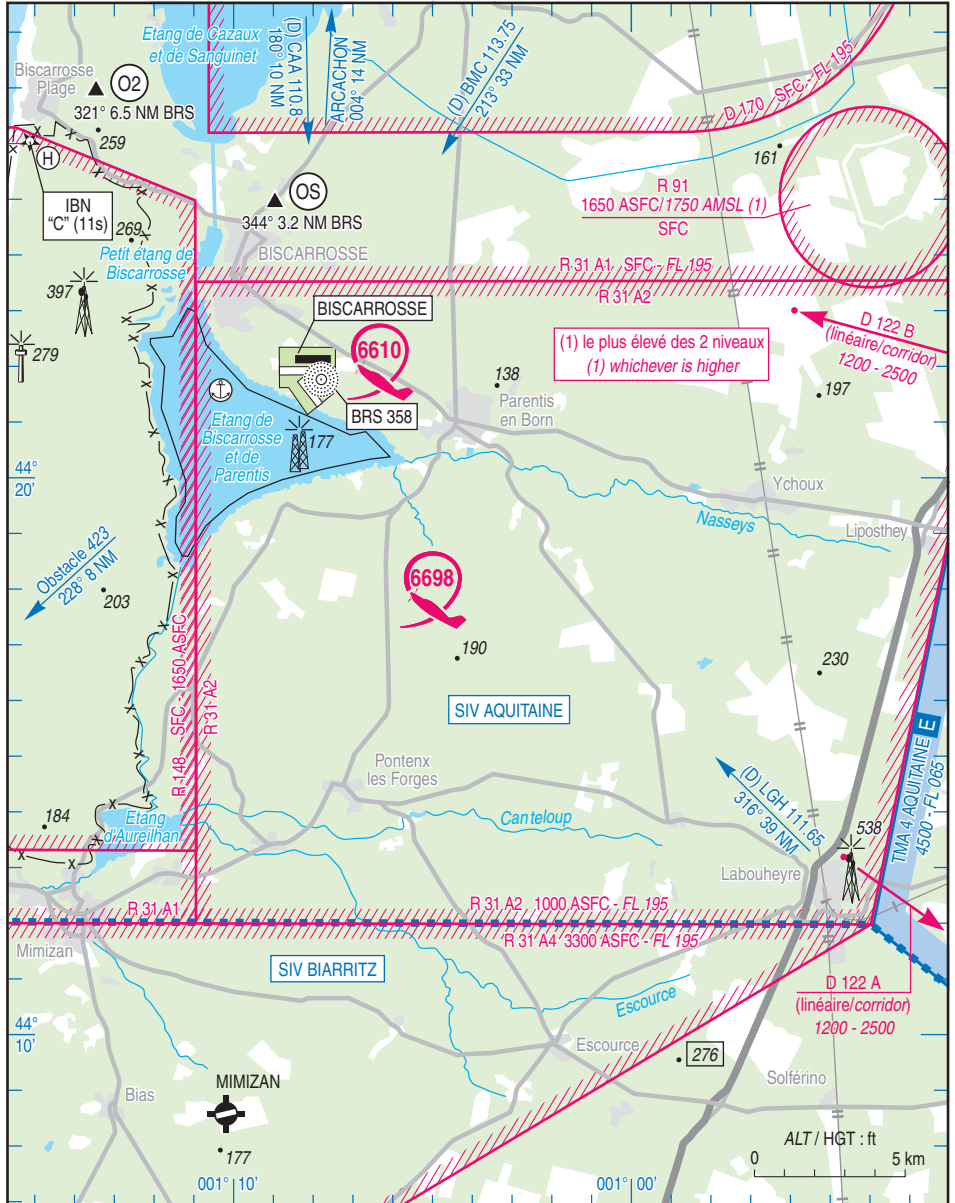 Etang de Cazaux
et de Sanguinet
(D) CAA 110.8
180° 10 NM
ARCACHON
004° 14 NM
(D) BMC 113.75
213° 33 NM
D 170 SFC - FL 195
Biscarrosse
Plage
O2
321° 6.5 NM BRS
259
H
161
IBN
"C" (11s)
OS
344° 3.2 NM BRS
R 91
1650 ASFC/1750 AMSL (1)
SFC
269
BISCARROSSE
Petit étang de
Biscarrosse
R 31 A1 SFC - FL 195
R 31 A2
397
BISCARROSSE
D 122 B
(linéaire/corridor)
1200 - 2500
(1) le plus élevé des 2 niveaux
(1) whichever is higher
6610
279
138
197
Parentis
en Born
BRS 358
Etang de
Biscarrosse
et de
Parentis
177
44°
20'
Ychoux
Nasseys
Liposthey
Obstacle 423
228° 8 NM
6698
203
190
230
R 148 SFC - 1650 ASFC
R 31 A2
SIV AQUITAINE
TMA 4 AQUITAINE E
4500 - FL 065
Pontenx
les Forges
(D) LGH 111.65
316° 39 NM
184
Etang
d'Aureilhan
Canteloup
538
Labouheyre
R 31 A1
R 31 A2 1000 ASFC - FL 195
R 31 A4 3300 ASFC - FL 195
Mimizan
SIV BIARRITZ
D 122 A
(linéaire/corridor)
1200 - 2500
Escource
44°
10'
Escource
276
Solférino
MIMIZAN
Bias
177
ALT / HGT : ft
0 5 km
001° 10'
001° 00'